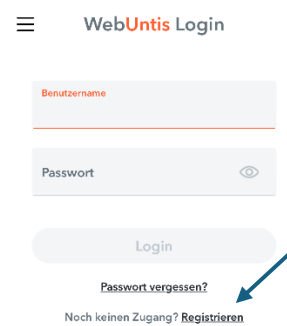 WebUntis Login
Benutzername
Passwort
Login
Passwort vergessen?
Noch keinen Zugang? Registrieren